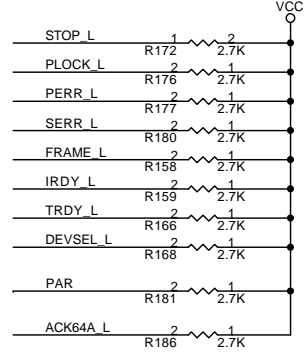 VCC
STOP_L 1 2
R172 2.7K
PLOCK_L 2 1
R176 2.7K
PERR_L 2 1
R177 2.7K
SERR_L 2 1
R180 2.7K
FRAME_L 2 1
R158 2.7K
IRDY_L 2 1
R159 2.7K
TRDY_L 2 1
R166 2.7K
DEVSEL_L 2 1
R168 2.7K
PAR 2 1
R181 2.7K
ACK64A_L 2 1
R186 2.7K